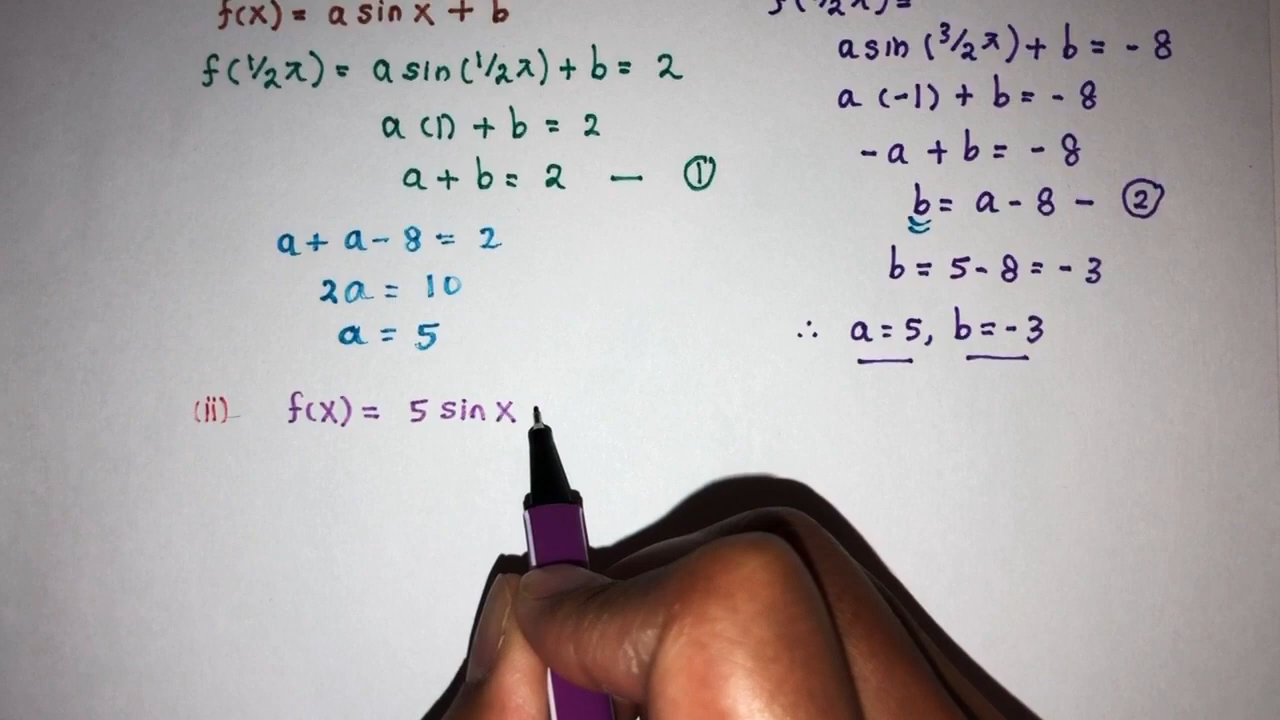 f(x) = a sin x + b
f(1/2π) = a sin(1/2π) + b = 2
a(1) + b = 2
a + b = 2 — ①
a + a - 8 = 2
2a = 10
a = 5
a sin(3/2π) + b = -8
a(-1) + b = -8
-a + b = -8
b = a - 8 - ②
b = 5 - 8 = -3
∴ a = 5, b = -3
(ii) f(x) = 5 sin x